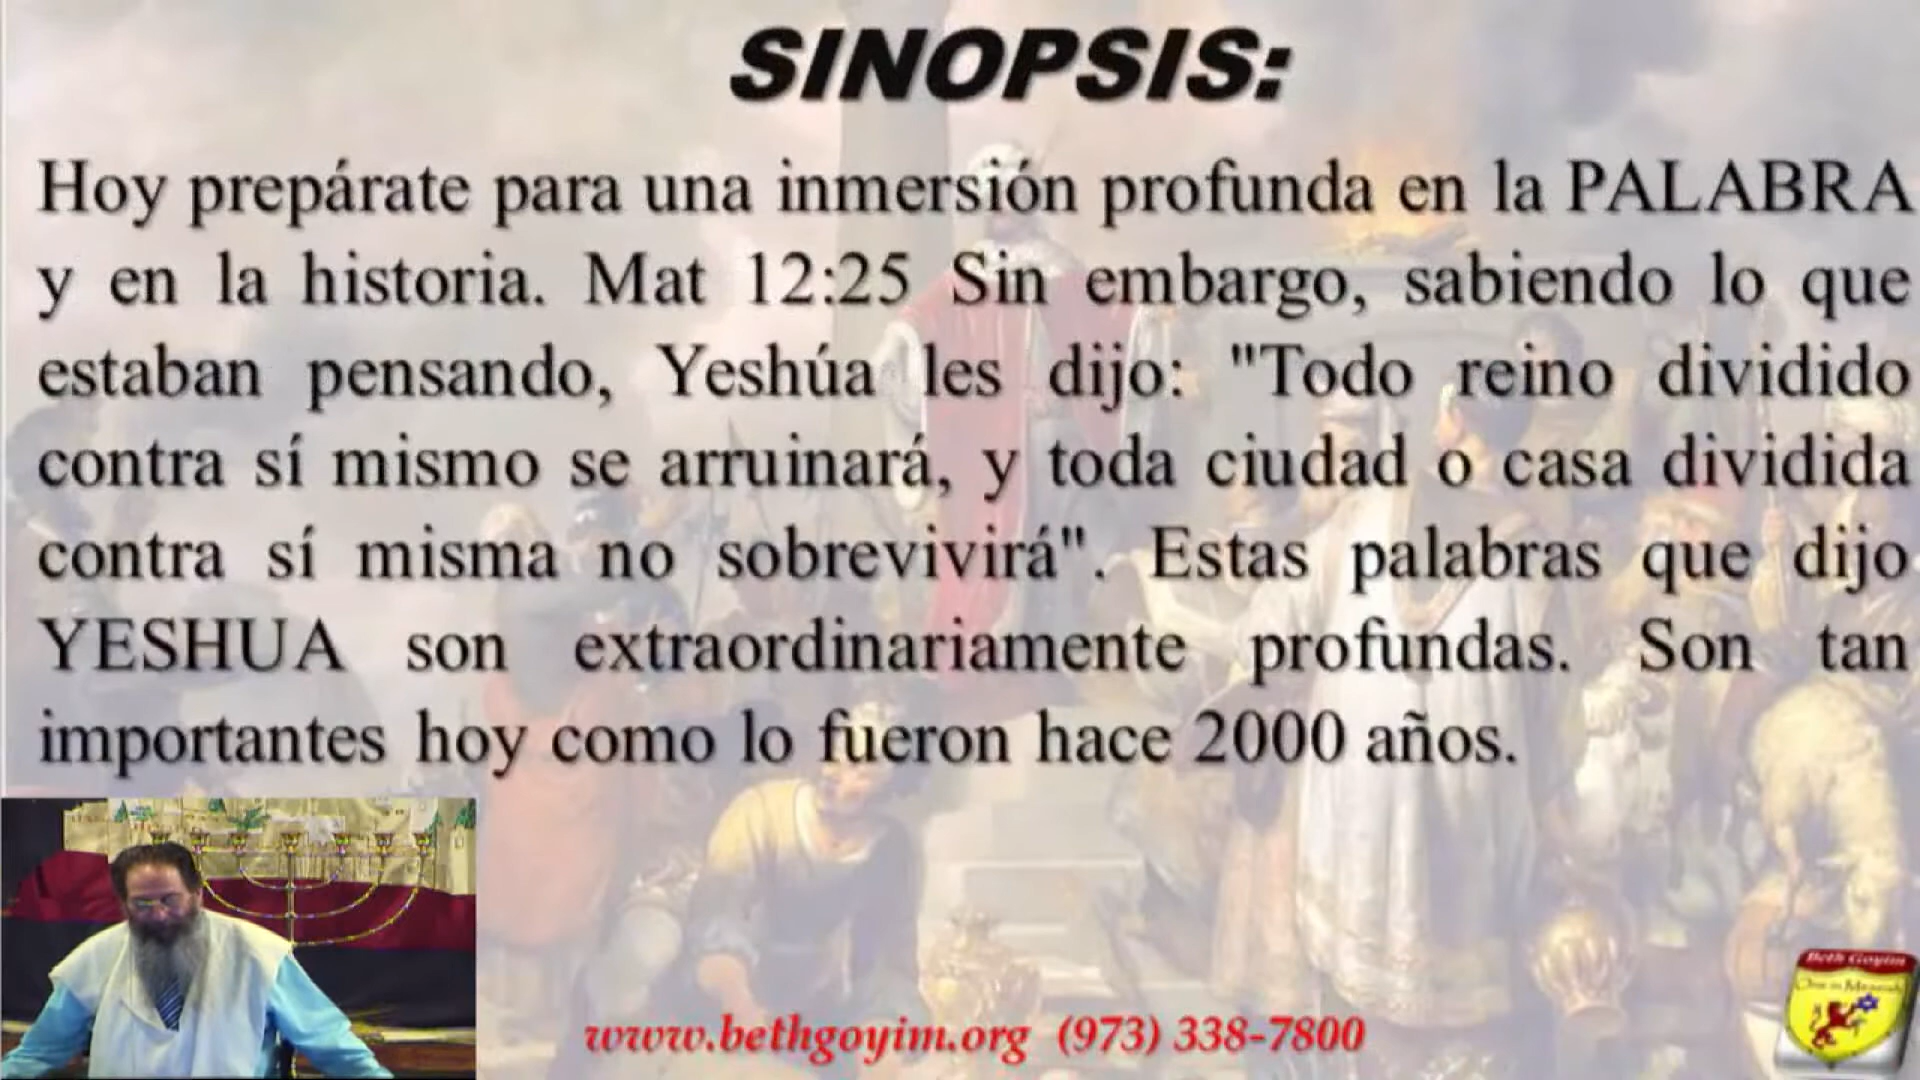 SINOPSIS:
Hoy prepárate para una inmersión profunda en la PALABRA
y en la historia. Mat 12:25 Sin embargo, sabiendo lo que
estaban pensando, Yeshúa les dijo: "Todo reino dividido
contra sí mismo se arruinará, y toda ciudad o casa dividida
contra sí misma no sobrevivirá". Estas palabras que dijo
YESHUA son extraordinariamente profundas. Son tan
importantes hoy como lo fueron hace 2000 años.
www.bethgoyim.org (973) 338-7800
Beth Goyim
One in Messiah